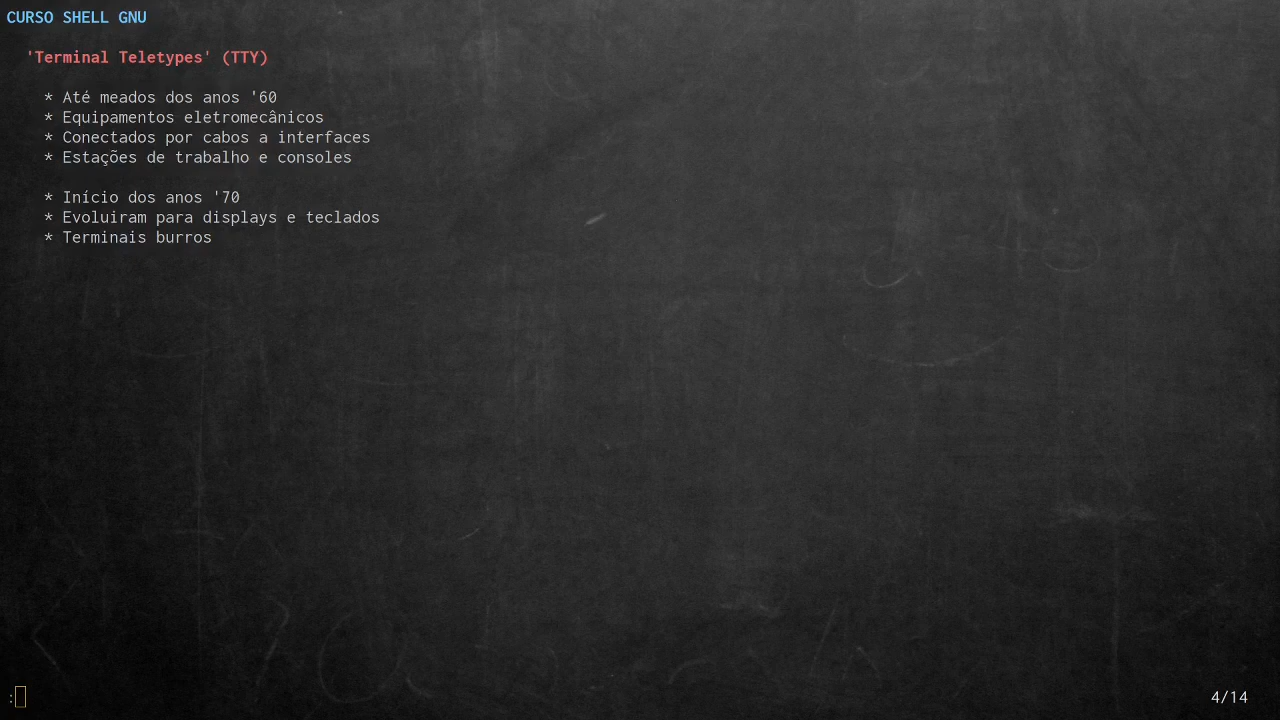 CURSO SHELL GNU
'Terminal Teletypes' (TTY)
* Até meados dos anos '60
* Equipamentos eletromecânicos
* Conectados por cabos a interfaces
* Estações de trabalho e consoles
* Início dos anos '70
* Evoluiram para displays e teclados
* Terminais burros
:
4/14